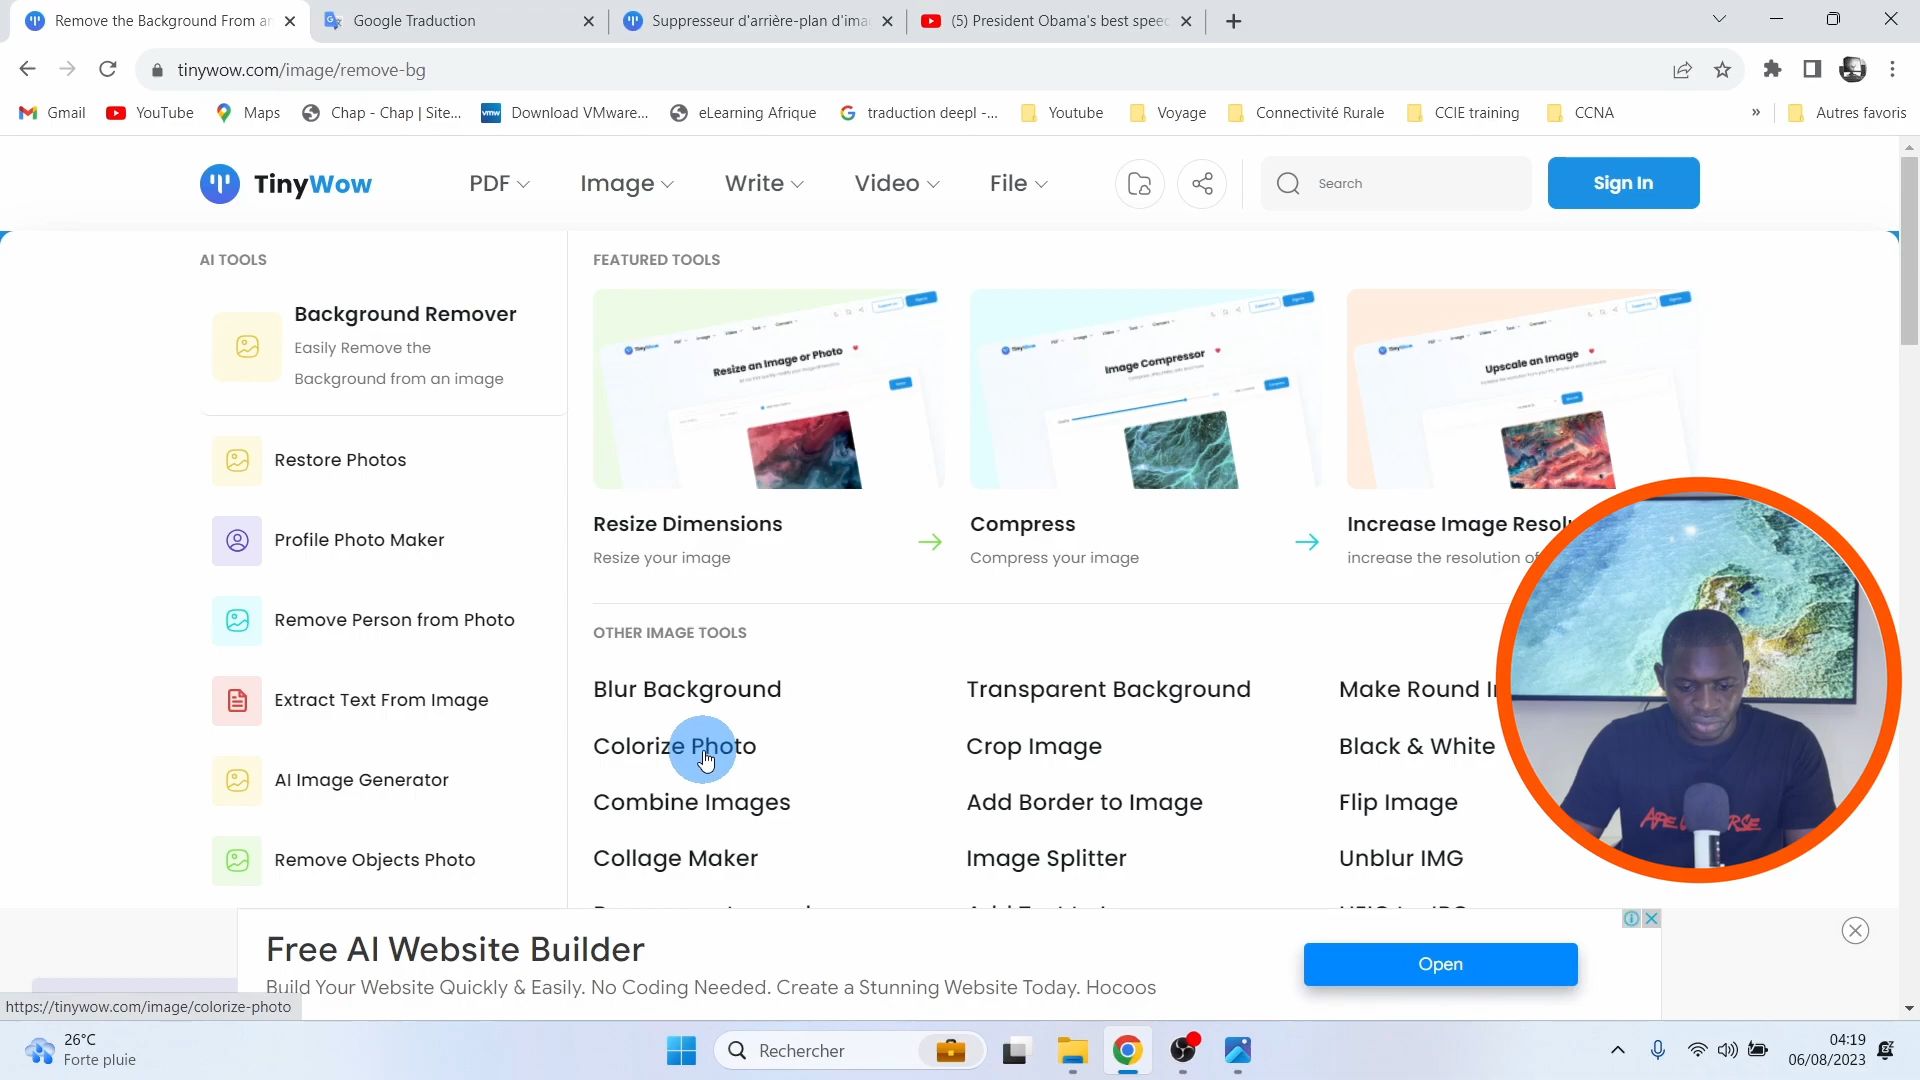 Remove the Background From an
Google Traduction
Suppresseur d'arrière-plan d'ima
(5) President Obama's best speec
tinywow.com/image/remove-bg
Gmail
YouTube
Maps
Chap - Chap | Site...
Download VMware...
eLearning Afrique
traduction deepl -...
Youtube
Voyage
Connectivité Rurale
CCIE training
CCNA
»
Autres favoris
TinyWow
PDF
Image
Write
Video
File
Search
Sign In
AI TOOLS
Background Remover
Easily Remove the
Background from an image
Restore Photos
Profile Photo Maker
Remove Person from Photo
Extract Text From Image
AI Image Generator
Remove Objects Photo
FEATURED TOOLS
Resize an Image or Photo
Image Compressor
Upscale an Image
Resize Dimensions
Resize your image
Compress
Compress your image
Increase Image Resolu
increase the resolution of
OTHER IMAGE TOOLS
Blur Background
Transparent Background
Make Round I
Colorize Photo
Crop Image
Black & White
Combine Images
Add Border to Image
Flip Image
Collage Maker
Image Splitter
Unblur IMG
Free AI Website Builder
Build Your Website Quickly & Easily. No Coding Needed. Create a Stunning Website Today. Hocoos
Open
https://tinywow.com/image/colorize-photo
26°C
Forte pluie
Rechercher
04:19
06/08/2023